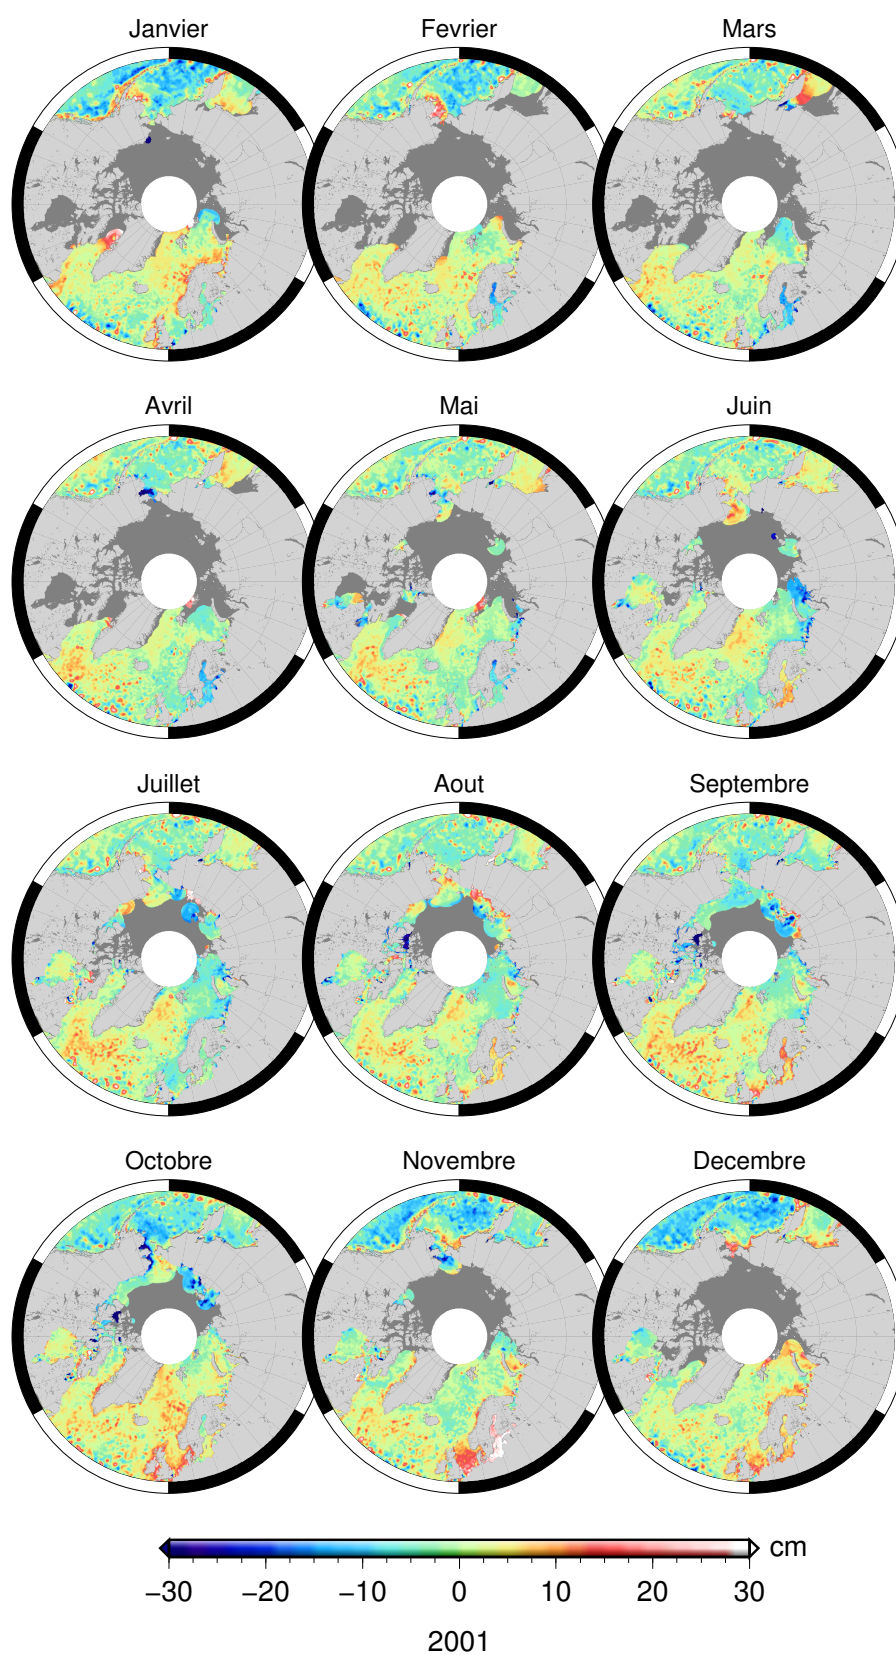 Janvier Fevrier Mars
Avril Mai Juin
Juillet Aout Septembre
Octobre Novembre Decembre
cm
−30 −20 −10 0 10 20 30
2001